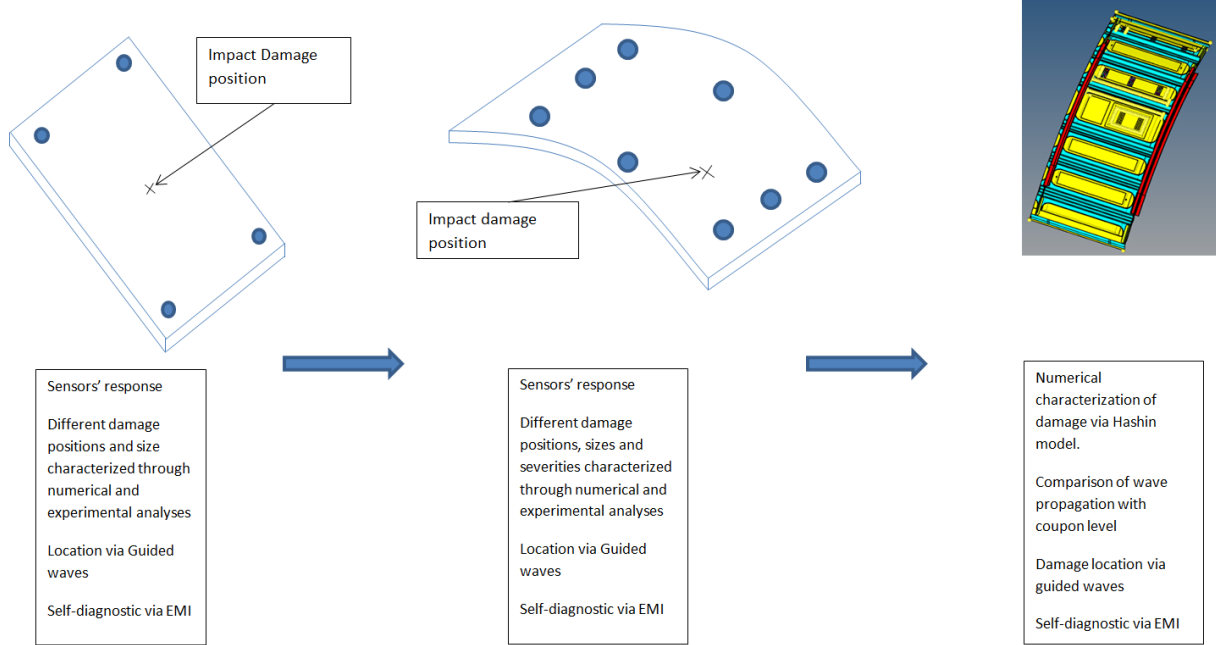 Impact Damage
position
Impact damage
position
Sensors’ response
Different damage
positions and size
characterized through
numerical and
experimental analyses
Location via Guided
waves
Self-diagnostic via EMI
Sensors’ response
Different damage
positions, sizes and
severities characterized
through numerical and
experimental analyses
Location via Guided
waves
Self-diagnostic via EMI
Numerical
characterization of
damage via Hashin
model.
Comparison of wave
propagation with
coupon level
Damage location via
guided waves
Self-diagnostic via EMI